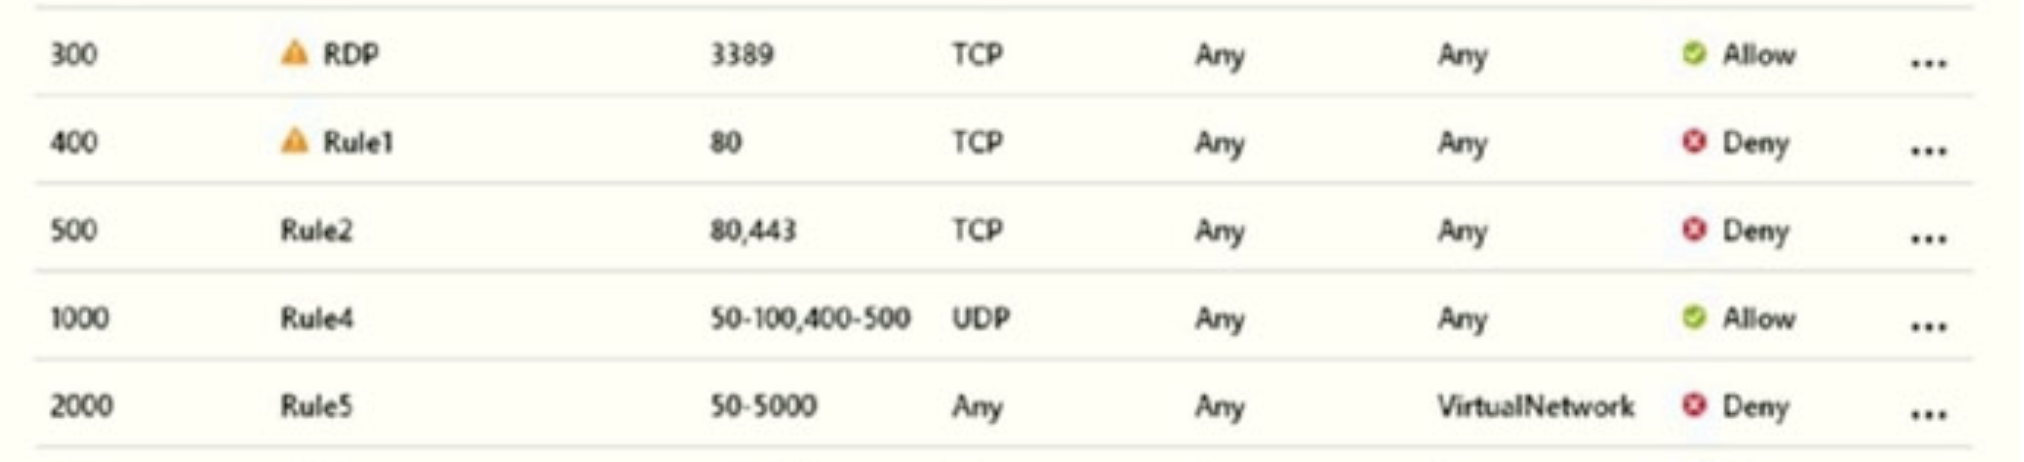 300 RDP 3389 TCP Any Any Allow ...
400 Rule1 80 TCP Any Any Deny ...
500 Rule2 80,443 TCP Any Any Deny ...
1000 Rule4 50-100,400-500 UDP Any Any Allow ...
2000 Rule5 50-5000 Any Any VirtualNetwork Deny ...